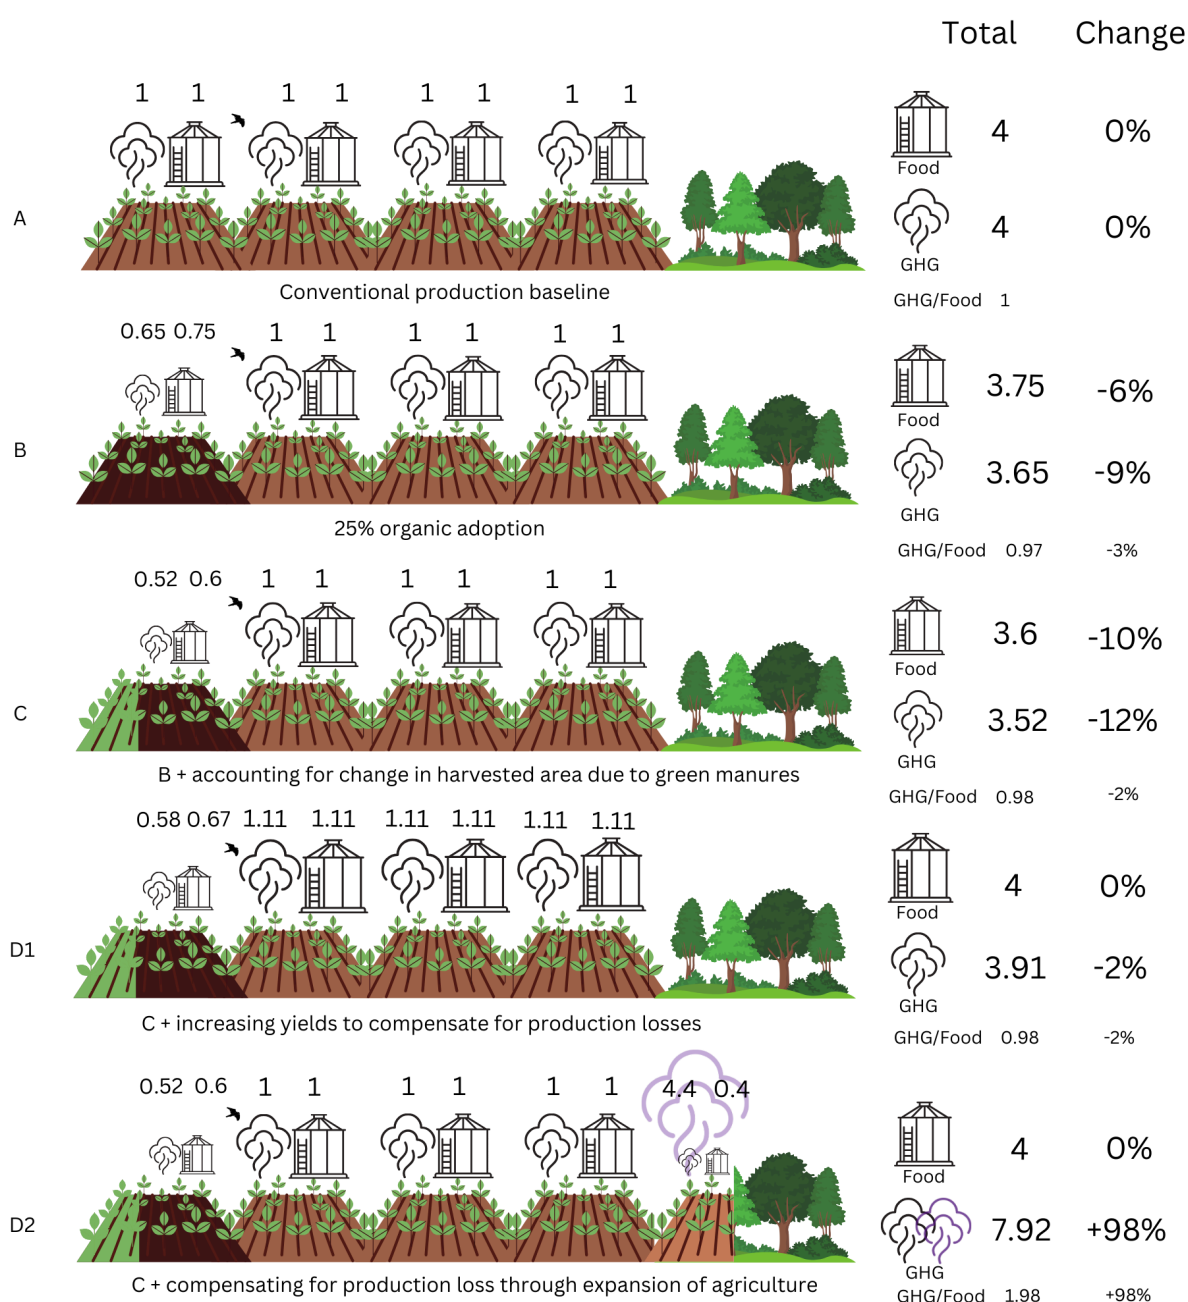 Total Change
1 1 1 1 1 1 1 1
4 0%
Food
A
4 0%
GHG
Conventional production baseline
GHG/Food 1
0.65 0.75 1 1 1 1 1 1
3.75 -6%
Food
B
3.65 -9%
GHG
25% organic adoption
GHG/Food 0.97 -3%
0.52 0.6 1 1 1 1 1 1
3.6 -10%
Food
C
3.52 -12%
GHG
B + accounting for change in harvested area due to green manures
GHG/Food 0.98 -2%
0.58 0.67 1.11 1.11 1.11 1.11 1.11 1.11
4 0%
Food
D1
3.91 -2%
GHG
C + increasing yields to compensate for production losses
GHG/Food 0.98 -2%
0.52 0.6 1 1 1 1 1 1 4.4 0.4
4 0%
Food
D2
7.92 +98%
GHG
C + compensating for production loss through expansion of agriculture
GHG/Food 1.98 +98%